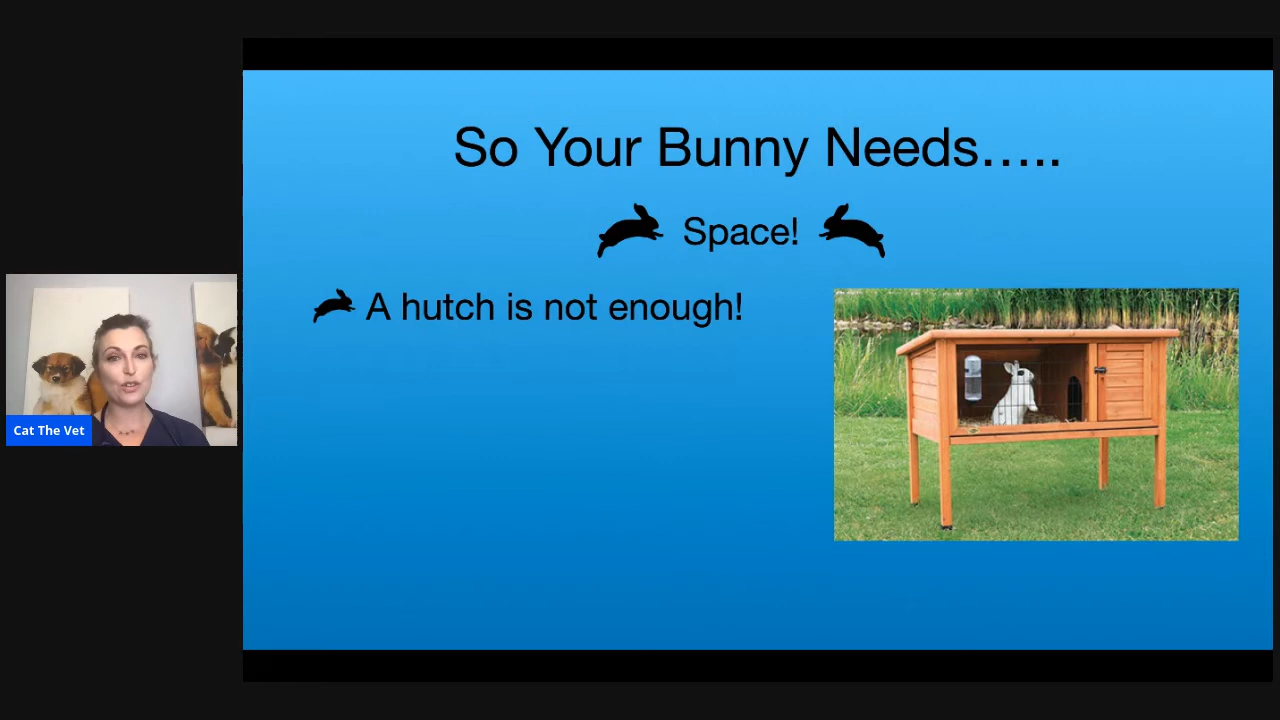 So Your Bunny Needs…..
Space!
A hutch is not enough!
Cat The Vet